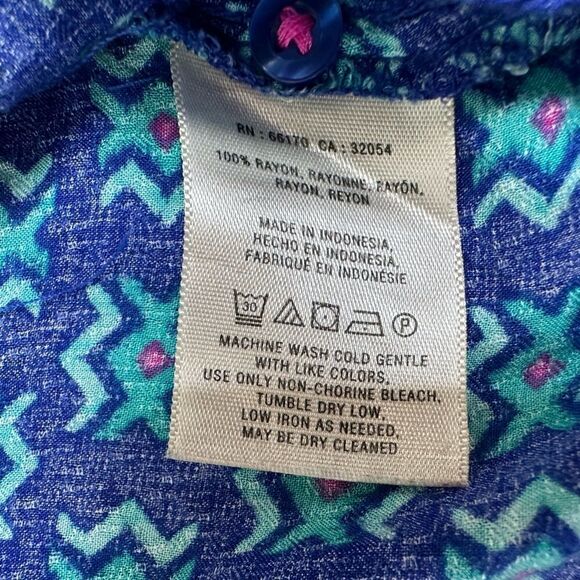 RN : 66170 CA : 32054
100% RAYON, RAYONNE, RAYÓN,
RAYON, REYON
MADE IN INDONESIA,
HECHO EN INDONESIA,
FABRIQUÉ EN INDONÉSIE
30 P
MACHINE WASH COLD GENTLE
WITH LIKE COLORS.
USE ONLY NON-CHORINE BLEACH.
TUMBLE DRY LOW.
LOW IRON AS NEEDED.
MAY BE DRY CLEANED